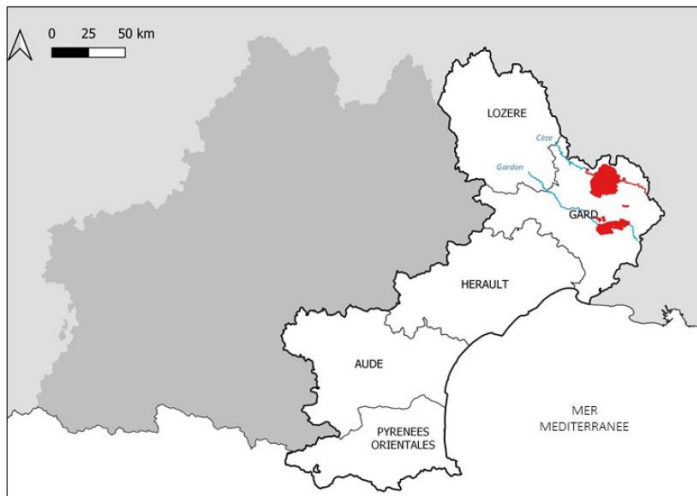 0 25 50 km
LOZERE
Cèze
Gardon
GARD
HERAULT
AUDE
MER
MEDITERRANEE
PYRENEES
ORIENTALES